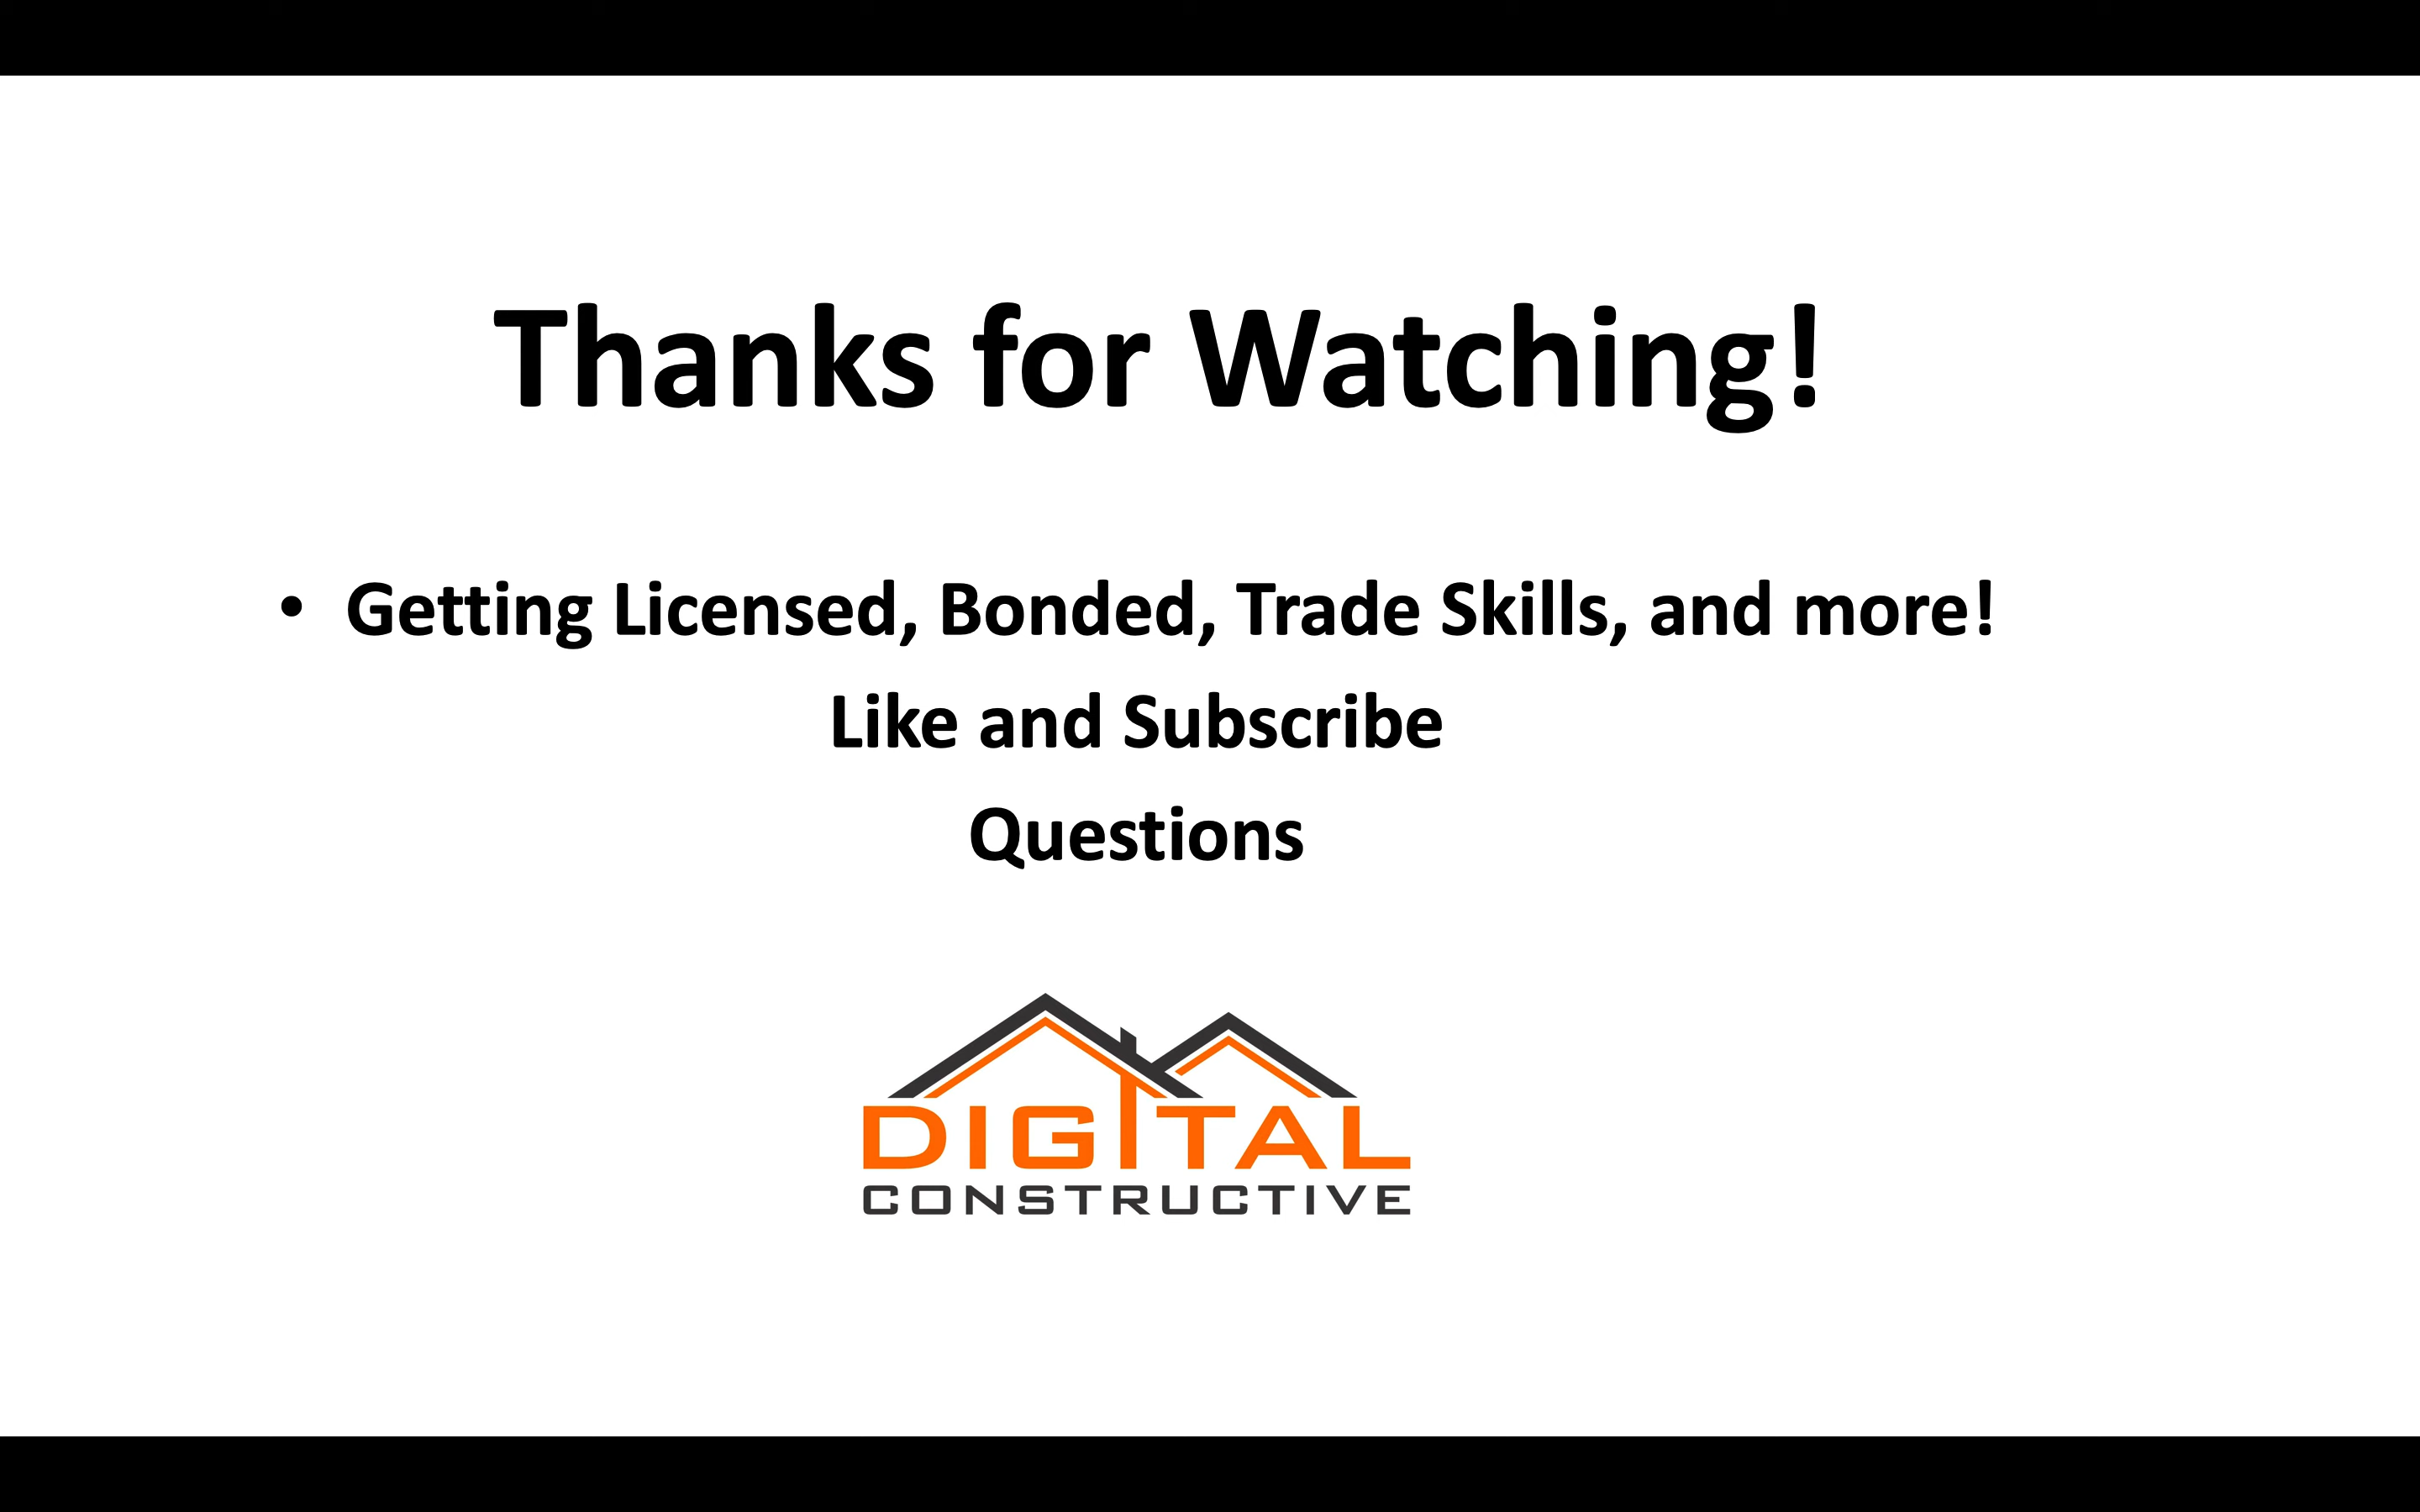 Thanks for Watching!
• Getting Licensed, Bonded, Trade Skills, and more!
Like and Subscribe
Questions
DIGITAL
CONSTRUCTIVE